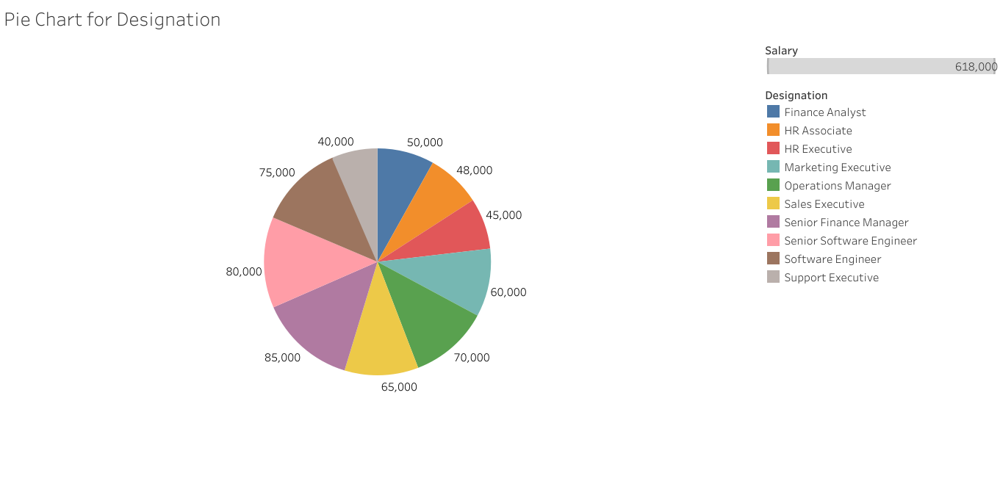 Pie Chart for Designation
Salary
618,000
Designation
Finance Analyst
HR Associate
HR Executive
Marketing Executive
Operations Manager
Sales Executive
Senior Finance Manager
Senior Software Engineer
Software Engineer
Support Executive
40,000
50,000
75,000
48,000
45,000
80,000
60,000
85,000
70,000
65,000